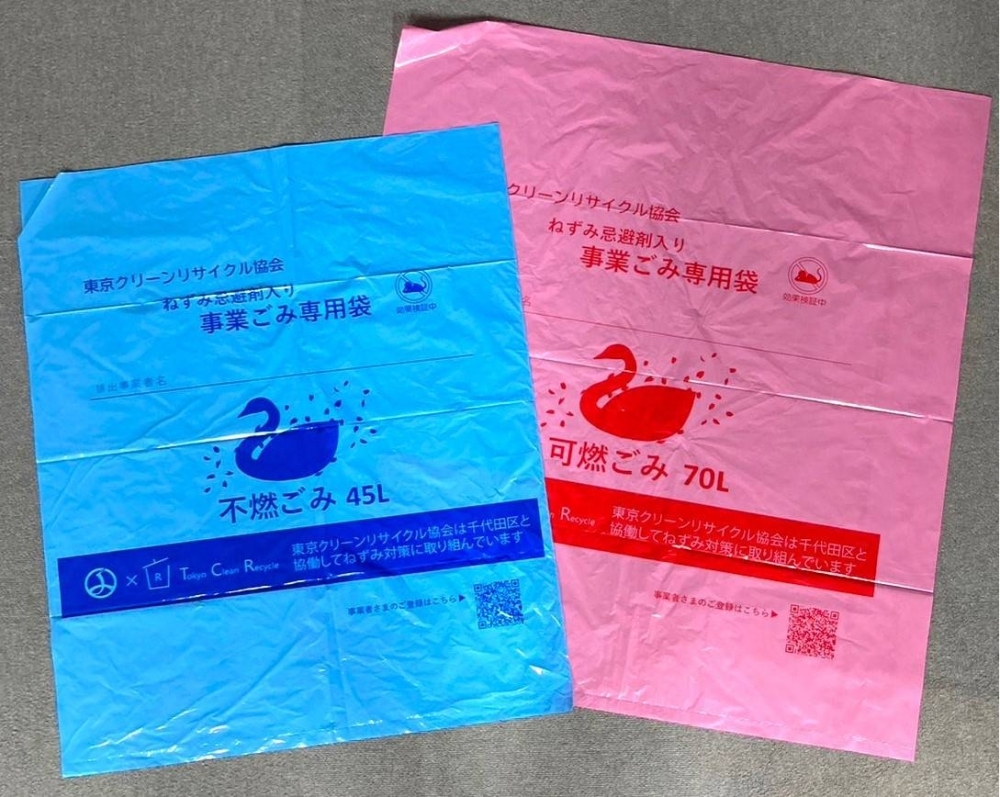 東京クリーンリサイクル協会
ねずみ忌避剤入り
事業ごみ専用袋
効果検証中
排出事業者名
不燃ごみ 45L
R
Tokyo Clean Recycle
東京クリーンリサイクル協会は千代田区と
協働してねずみ対策に取り組んでいます
事業者さまのご登録はこちら▶
クリーンリサイクル協会
ねずみ忌避剤入り
事業ごみ専用袋
効果検証中
名
可燃ごみ 70L
n Recycle
東京クリーンリサイクル協会は千代田区と
協働してねずみ対策に取り組んでいます
事業者さまのご登録はこちら▶